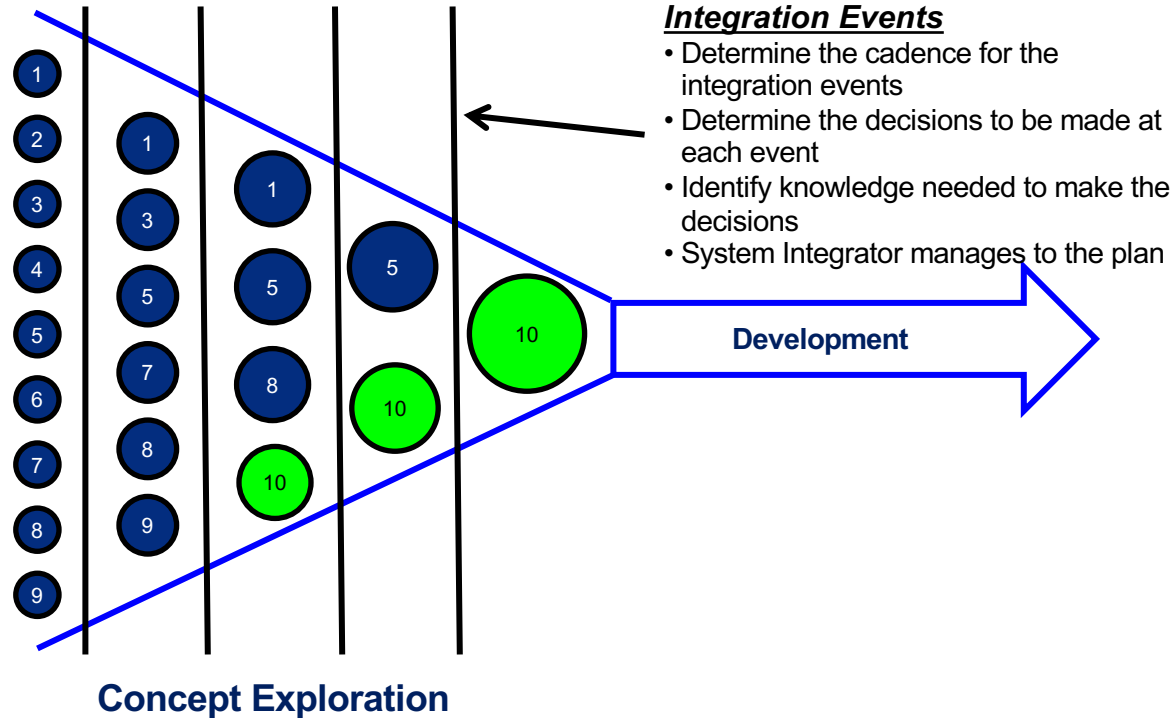 Integration Events
• Determine the cadence for the
integration events
• Determine the decisions to be made at
each event
• Identify knowledge needed to make the
decisions
• System Integrator manages to the plan
1
2
3
4
5
6
7
8
9
1
3
5
7
8
9
1
5
8
10
5
10
10
Development
Concept Exploration